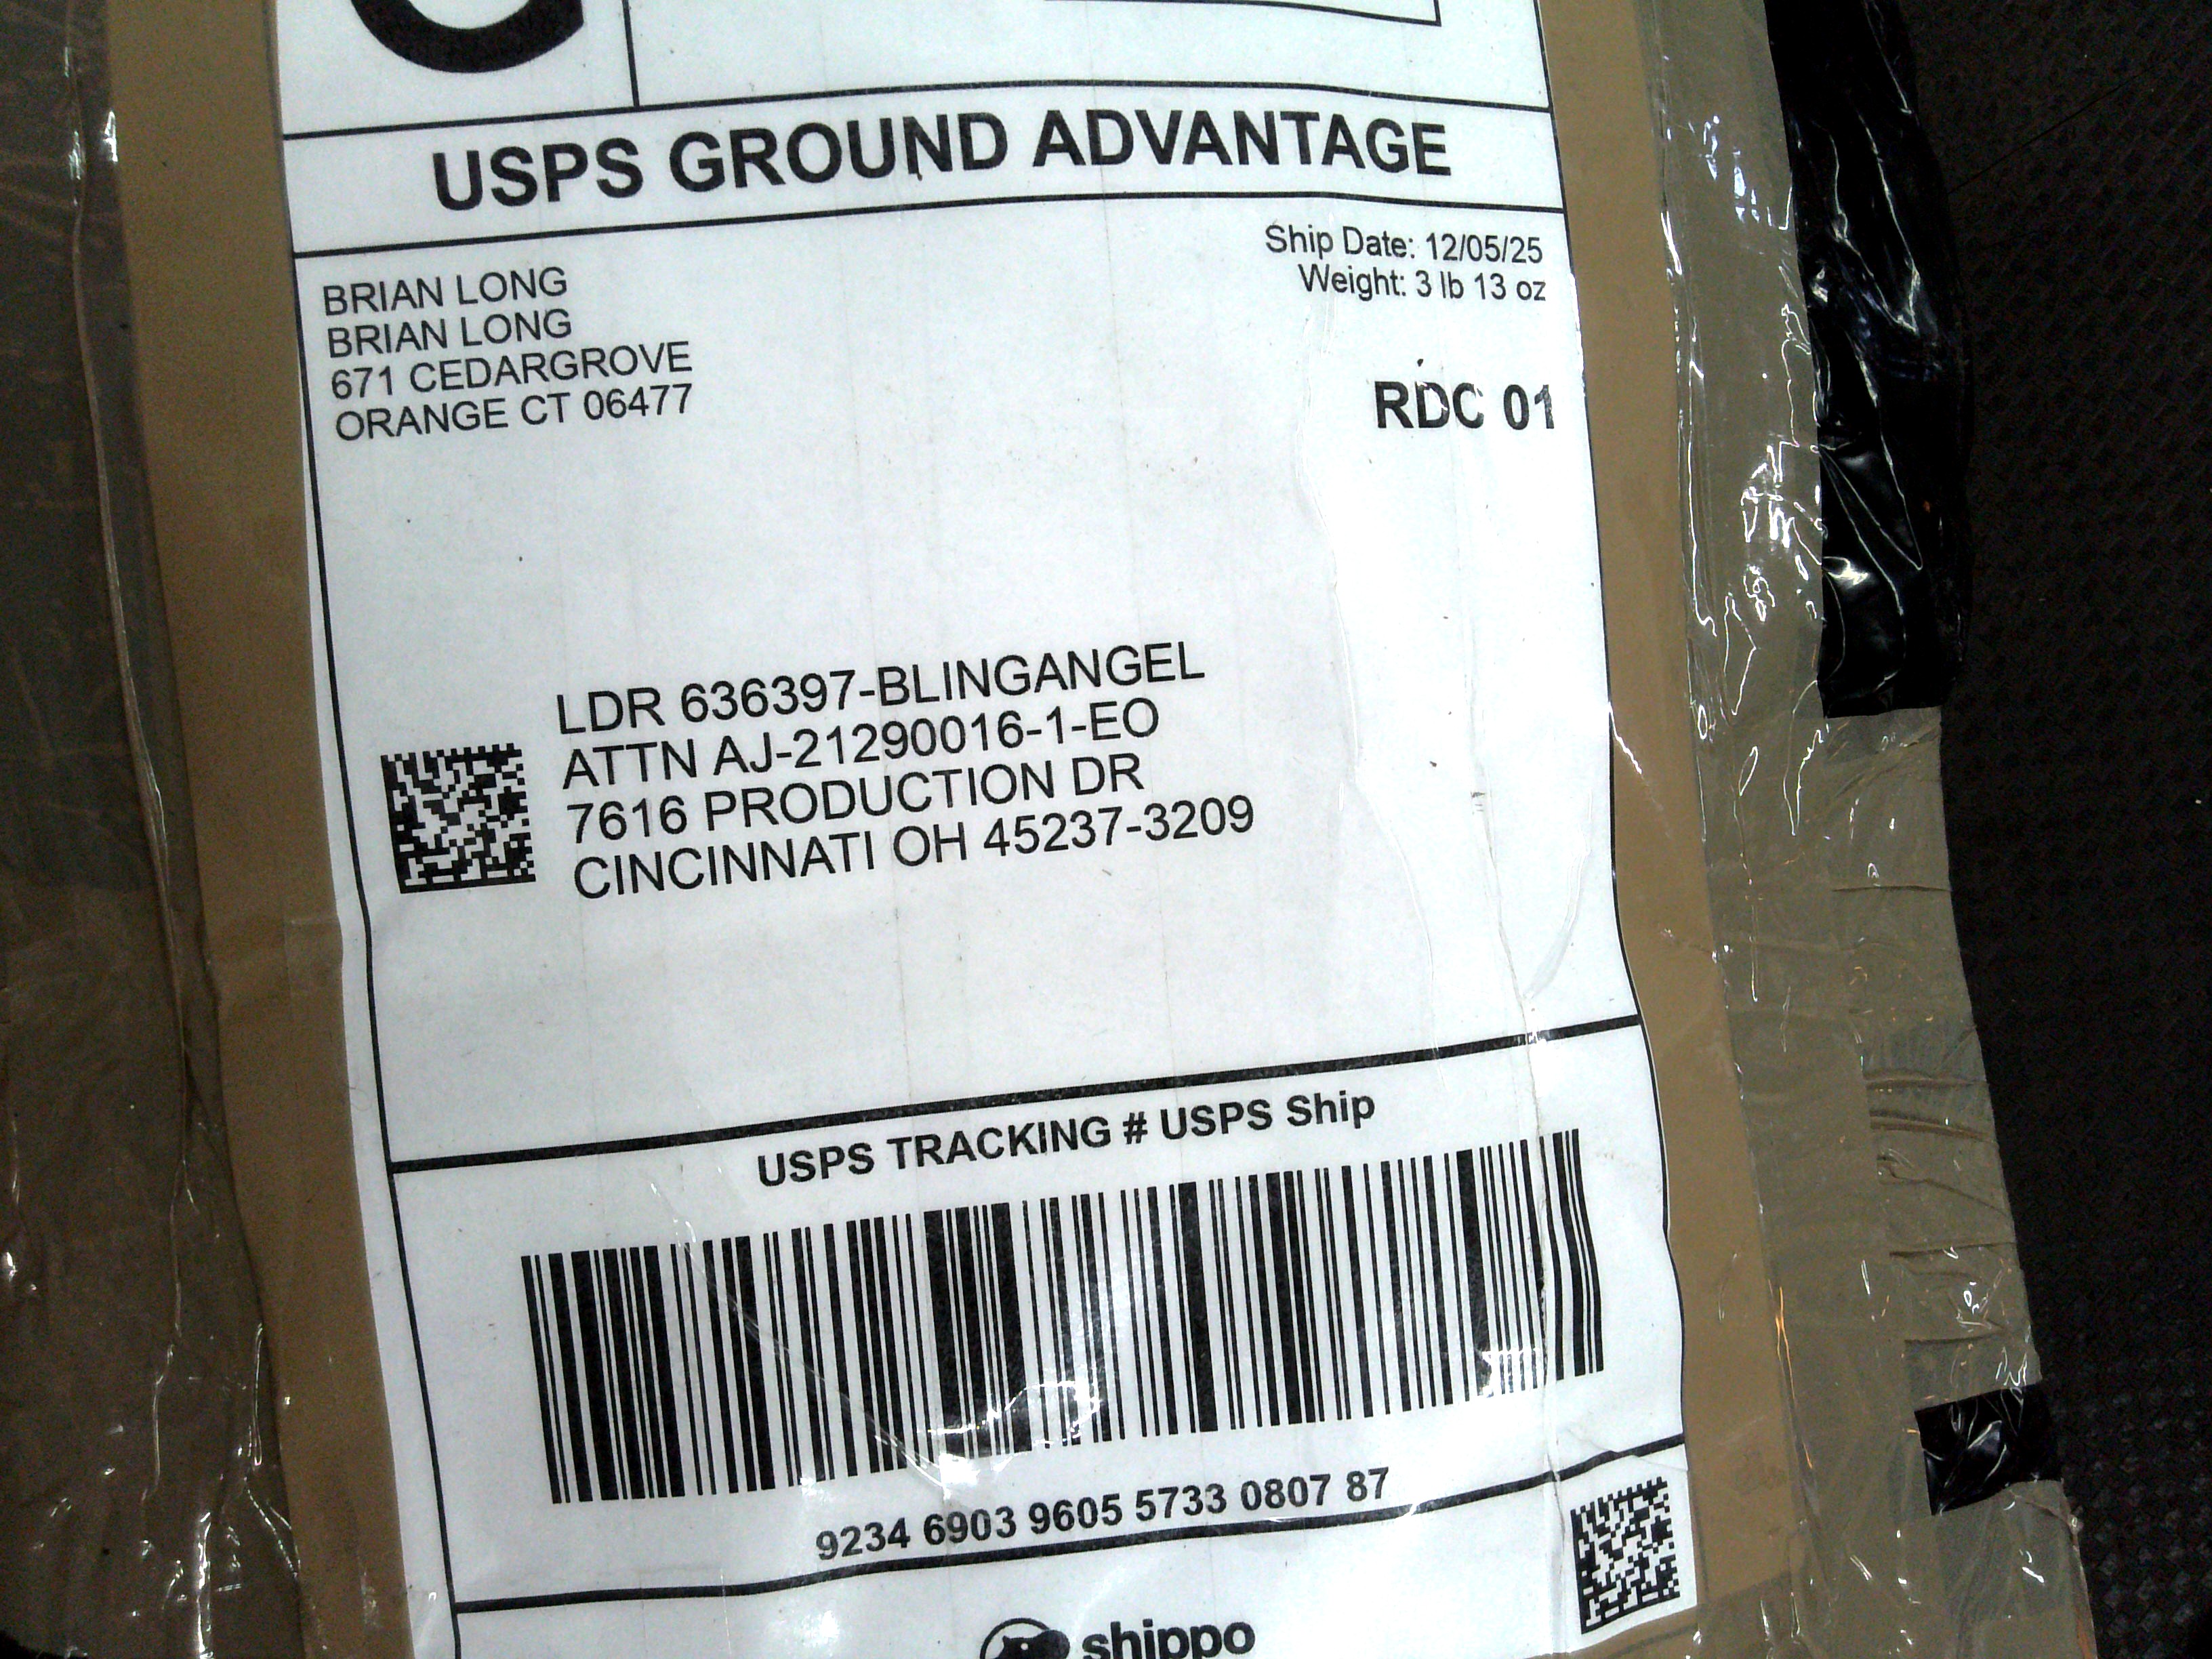 USPS GROUND ADVANTAGE
Ship Date: 12/05/25
Weight: 3 lb 13 oz
BRIAN LONG
BRIAN LONG
671 CEDARGROVE
ORANGE CT 06477
RDC 01
LDR 636397-BLINGANGEL
ATTN AJ-21290016-1-EO
7616 PRODUCTION DR
CINCINNATI OH 45237-3209
USPS TRACKING # USPS Ship
9234 6903 9605 5733 0807 87
shippo